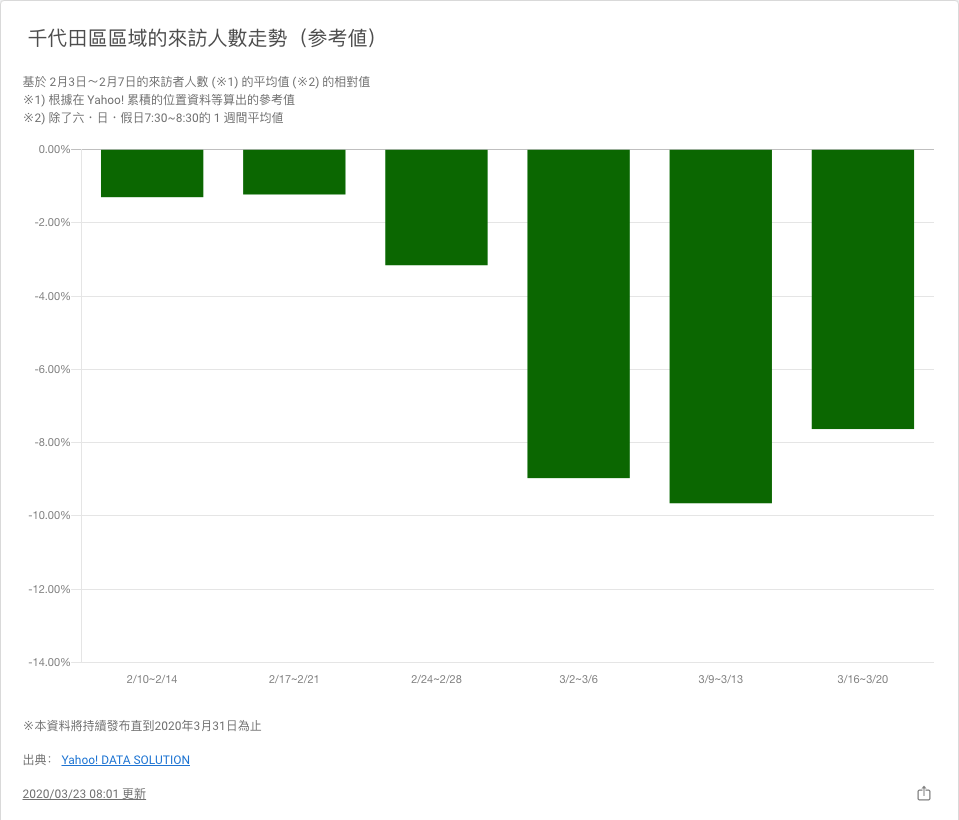 千代田區區域的來訪人數走勢（參考値）
基於 2月3日～2月7日的來訪者人數 (※1) 的平均值 (※2) 的相對值
※1) 根據在 Yahoo! 累積的位置資料等算出的參考值
※2) 除了六・日・假日7:30~8:30的 1 週間平均値
0.00%
-2.00%
-4.00%
-6.00%
-8.00%
-10.00%
-12.00%
-14.00%
2/10~2/14 2/17~2/21 2/24~2/28 3/2~3/6 3/9~3/13 3/16~3/20
※本資料將持續發布直到2020年3月31日為止
出典： Yahoo! DATA SOLUTION
2020/03/23 08:01 更新